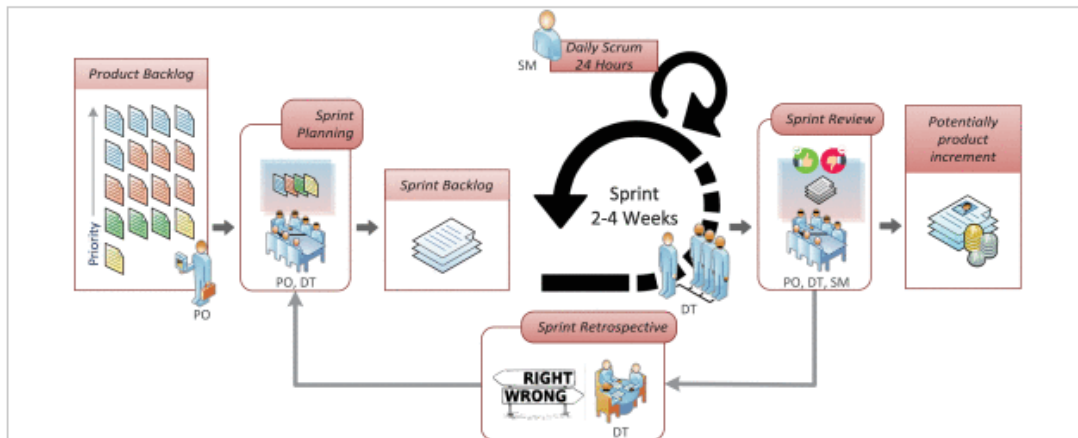 Product Backlog
Priority
PO
Sprint
Planning
PO, DT
Sprint Backlog
SM
Daily Scrum
24 Hours
Sprint
2-4 Weeks
DT
Sprint Review
PO, DT, SM
Potentially
product
increment
Sprint Retrospective
RIGHT
WRONG
DT